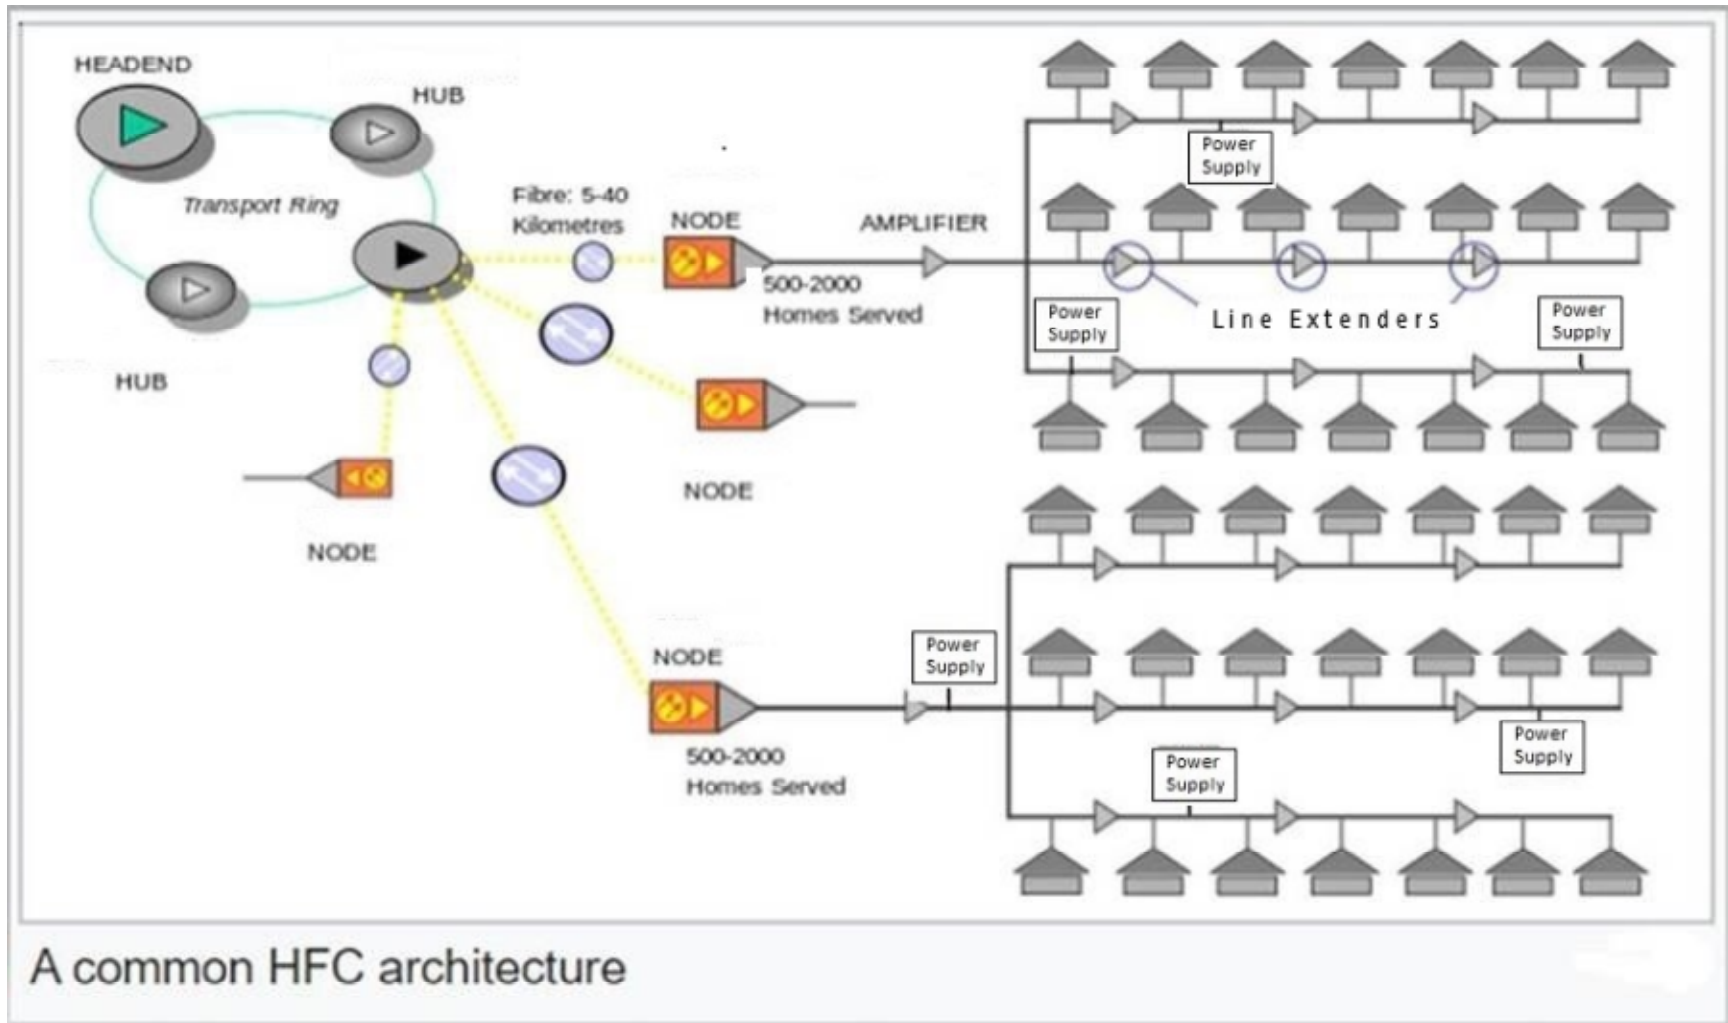 HEADEND
HUB
Transport Ring
HUB
Fibre: 5-40
Kilometres
NODE
500-2000
Homes Served
AMPLIFIER
Power
Supply
Line Extenders
Power
Supply
Power
Supply
NODE
NODE
NODE
500-2000
Homes Served
Power
Supply
Power
Supply
Power
Supply
A common HFC architecture